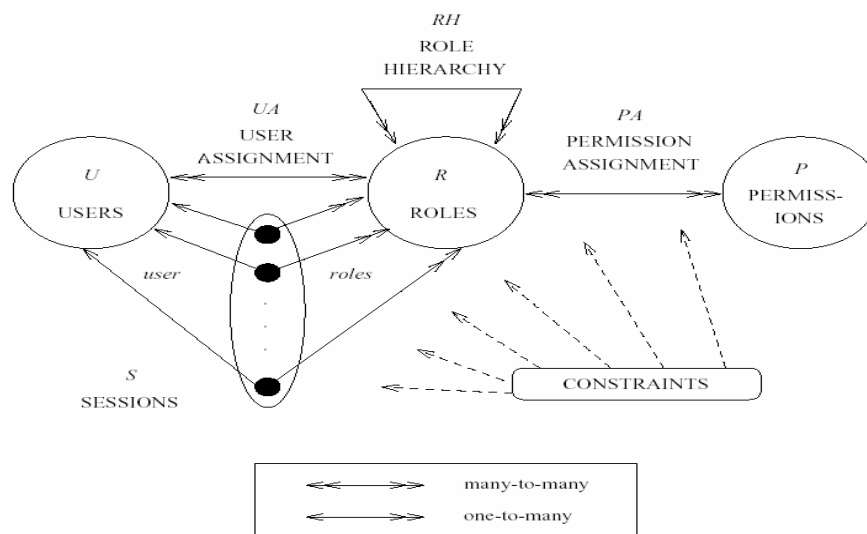 RH
ROLE
HIERARCHY
UA
USER
ASSIGNMENT
PA
PERMISSION
ASSIGNMENT
U
USERS
R
ROLES
P
PERMISS-
IONS
user
roles
S
SESSIONS
CONSTRAINTS
many-to-many
one-to-many